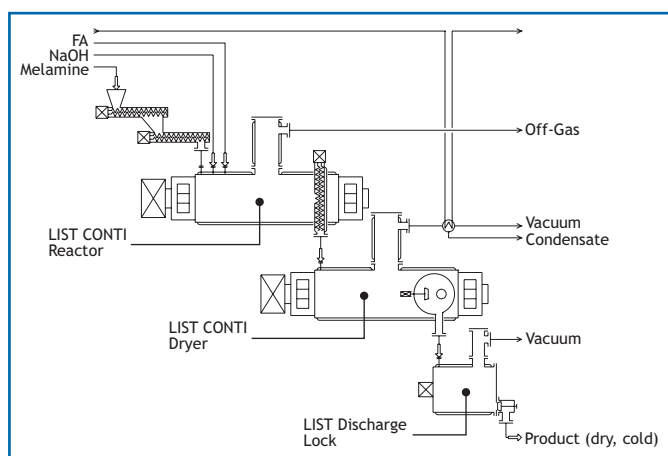 FA
NaOH
Melamine
Off-Gas
LIST CONTI
Reactor
Vacuum
Condensate
LIST CONTI
Dryer
Vacuum
LIST Discharge
Lock
Product (dry, cold)